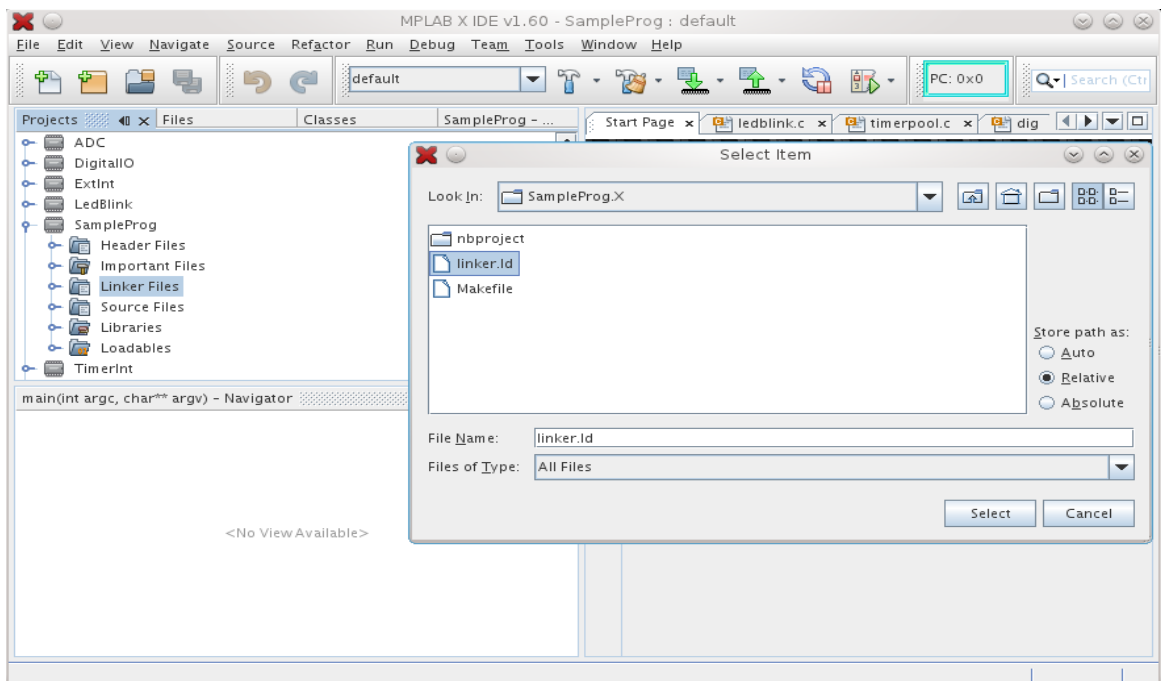 MPLAB X IDE v1.60 - SampleProg : default
File Edit View Navigate Source Refactor Run Debug Team Tools Window Help
default
PC: 0x0
Search (Ctr
Projects Files Classes SampleProg - ...
Start Page ledblink.c timerpool.c dig
ADC
DigitalIO
ExtInt
LedBlink
SampleProg
Header Files
Important Files
Linker Files
Source Files
Libraries
Loadables
TimerInt
main(int argc, char** argv) - Navigator
<No View Available>
Select Item
Look In: SampleProg.X
nbproject
linker.ld
Makefile
Store path as:
Auto
Relative
Absolute
File Name: linker.ld
Files of Type: All Files
Select Cancel